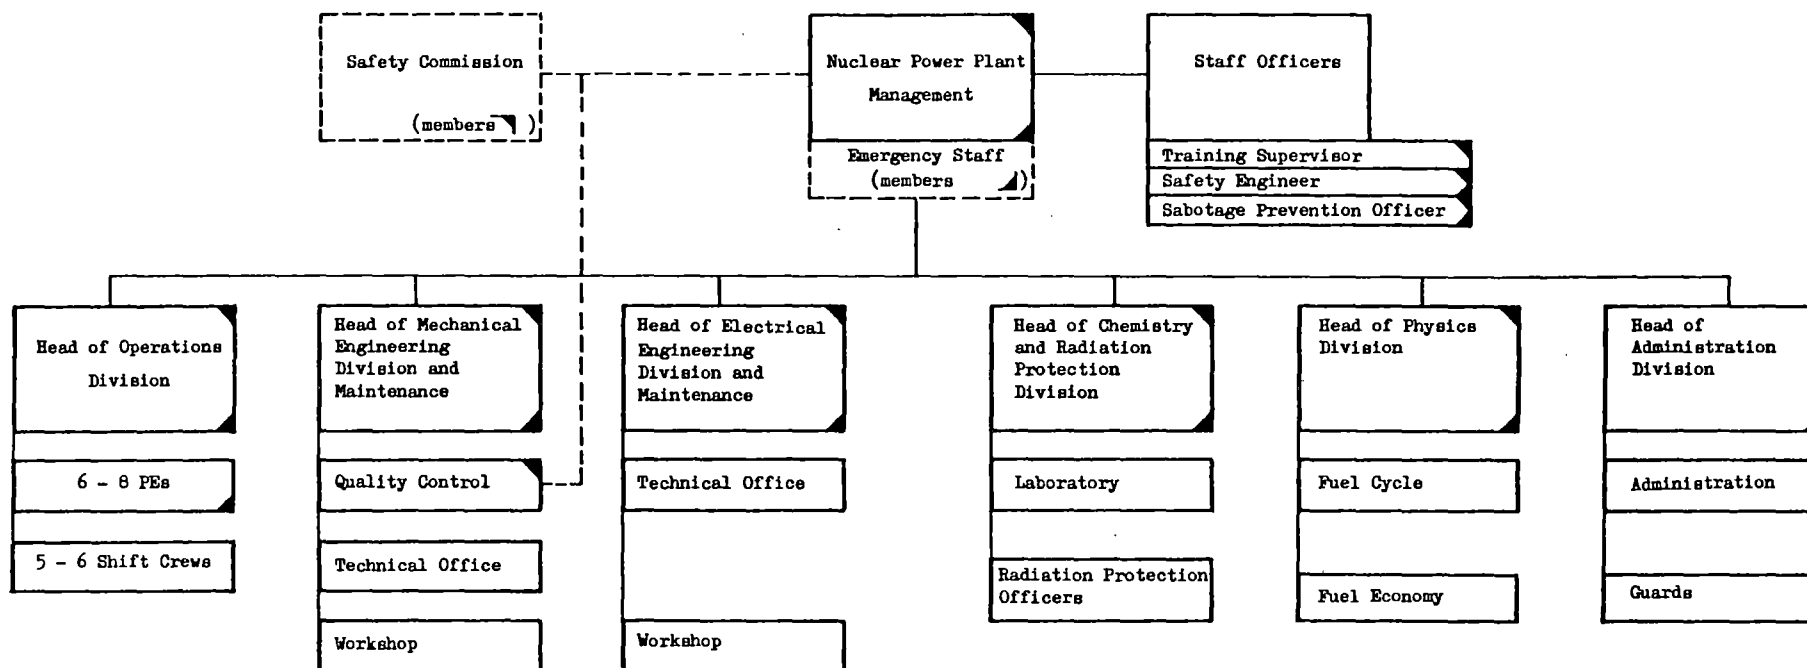 Safety Commission
(members )
Nuclear Power Plant
Management
Emergency Staff
(members )
Staff Officers
Training Supervisor
Safety Engineer
Sabotage Prevention Officer
Head of Operations
Division
6 - 8 PEs
5 - 6 Shift Crews
Head of Mechanical
Engineering
Division and
Maintenance
Quality Control
Technical Office
Workshop
Head of Electrical
Engineering
Division and
Maintenance
Technical Office
Workshop
Head of Chemistry
and Radiation
Protection
Division
Laboratory
Radiation Protection
Officers
Head of Physics
Division
Fuel Cycle
Fuel Economy
Head of
Administration
Division
Administration
Guards